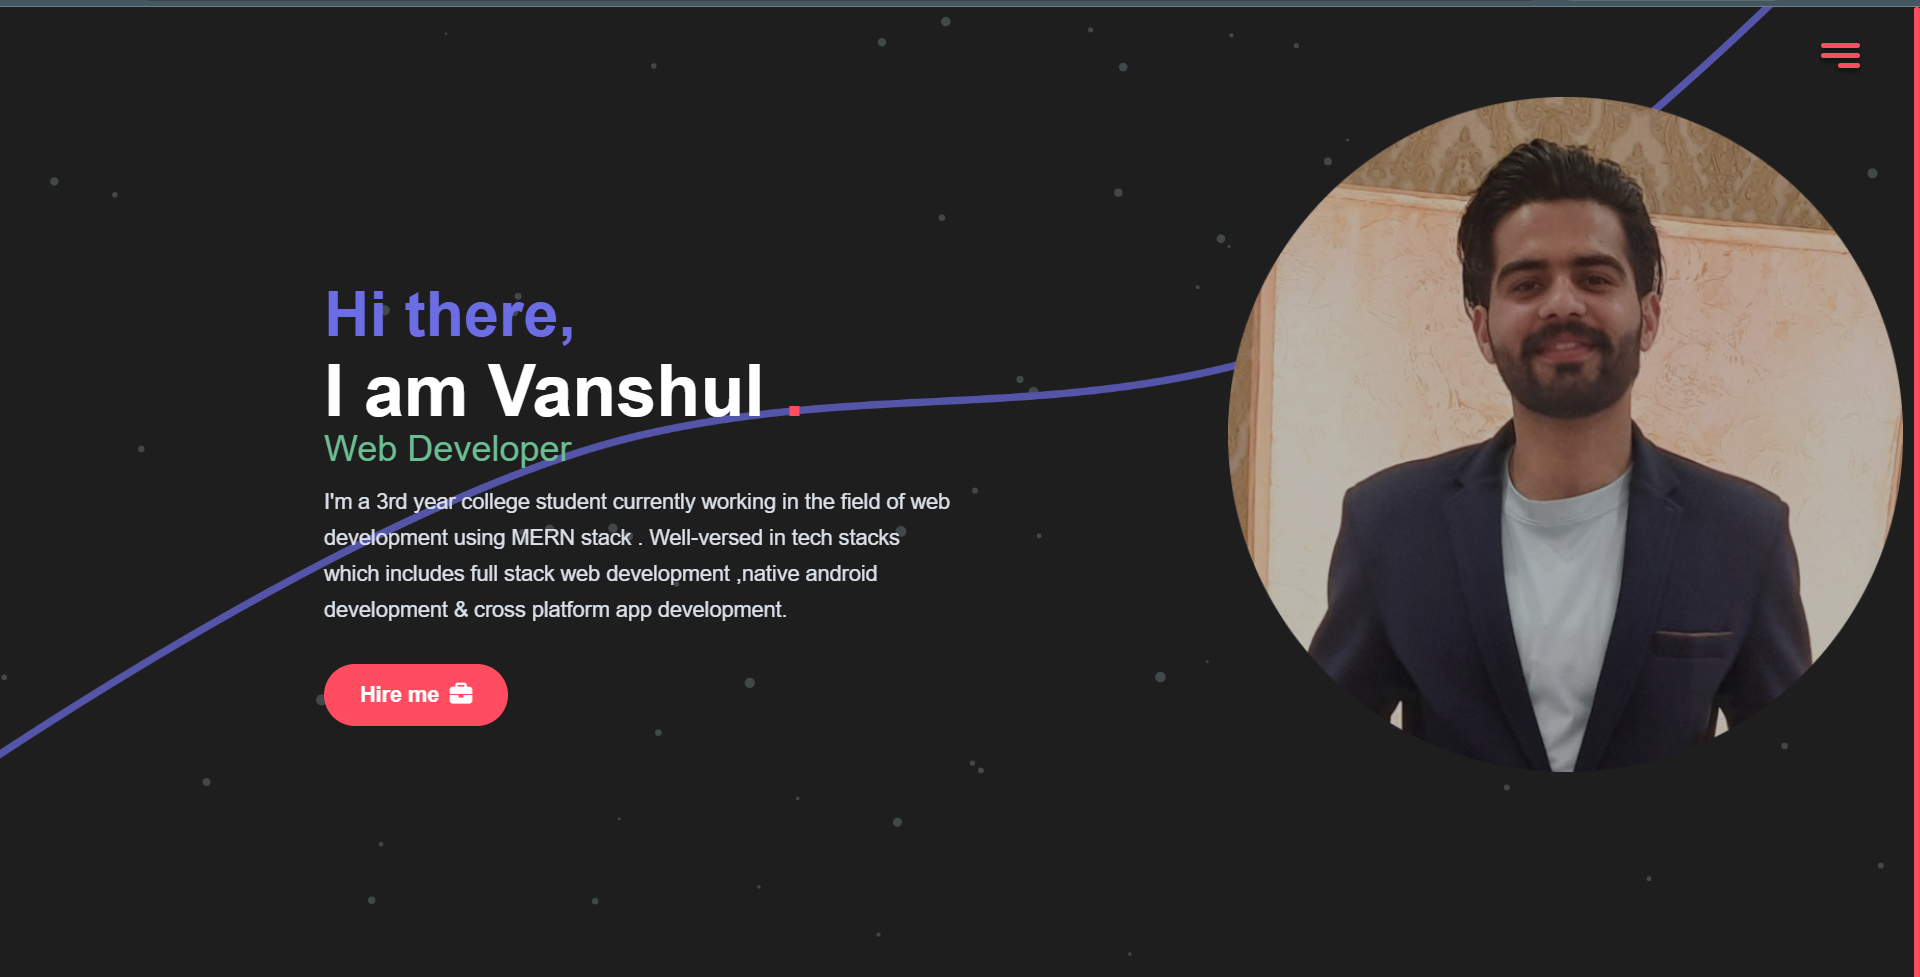 Hi there,
I am Vanshul .
Web Developer
I'm a 3rd year college student currently working in the field of web
development using MERN stack . Well-versed in tech stacks
which includes full stack web development ,native android
development & cross platform app development.
Hire me